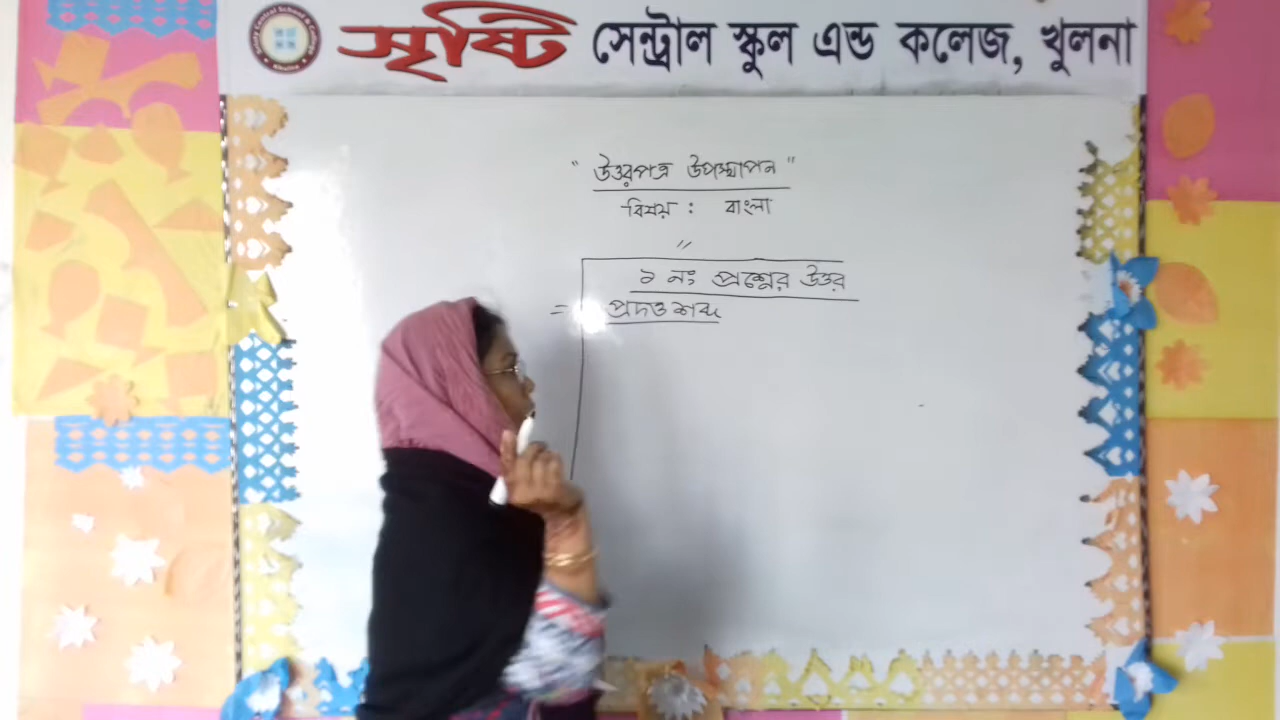 সৃষ্টি সেন্ট্রাল স্কুল এন্ড কলেজ, খুলনা
" উত্তরপত্র উপস্থাপন "
বিষয় : বাংলা
"
১ নং প্রশ্নের উত্তর
= প্রদত্ত শব্দ